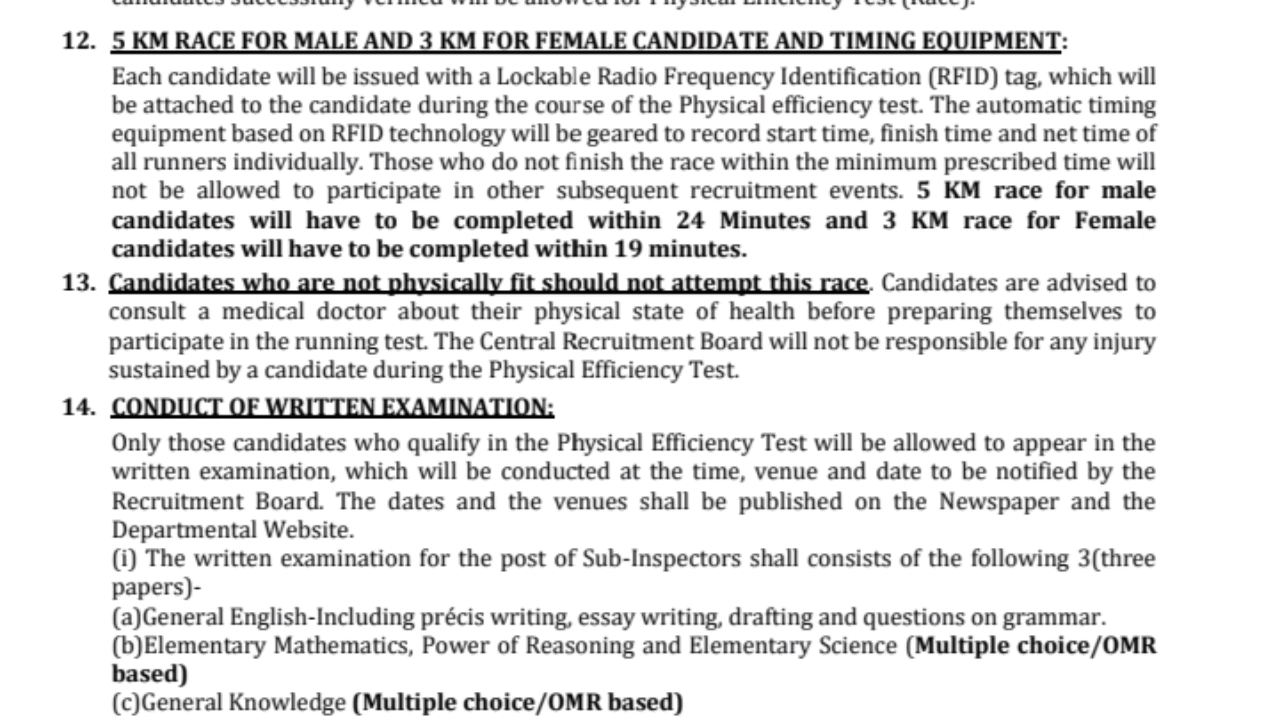 candidates successfully verified will be allowed for Physical Efficiency Test (Race).
12. 5 KM RACE FOR MALE AND 3 KM FOR FEMALE CANDIDATE AND TIMING EQUIPMENT:
Each candidate will be issued with a Lockable Radio Frequency Identification (RFID) tag, which will
be attached to the candidate during the course of the Physical efficiency test. The automatic timing
equipment based on RFID technology will be geared to record start time, finish time and net time of
all runners individually. Those who do not finish the race within the minimum prescribed time will
not be allowed to participate in other subsequent recruitment events. 5 KM race for male
candidates will have to be completed within 24 Minutes and 3 KM race for Female
candidates will have to be completed within 19 minutes.
13. Candidates who are not physically fit should not attempt this race. Candidates are advised to
consult a medical doctor about their physical state of health before preparing themselves to
participate in the running test. The Central Recruitment Board will not be responsible for any injury
sustained by a candidate during the Physical Efficiency Test.
14. CONDUCT OF WRITTEN EXAMINATION:
Only those candidates who qualify in the Physical Efficiency Test will be allowed to appear in the
written examination, which will be conducted at the time, venue and date to be notified by the
Recruitment Board. The dates and the venues shall be published on the Newspaper and the
Departmental Website.
(i) The written examination for the post of Sub-Inspectors shall consists of the following 3(three
papers)-
(a)General English-Including précis writing, essay writing, drafting and questions on grammar.
(b)Elementary Mathematics, Power of Reasoning and Elementary Science (Multiple choice/OMR
based)
(c)General Knowledge (Multiple choice/OMR based)